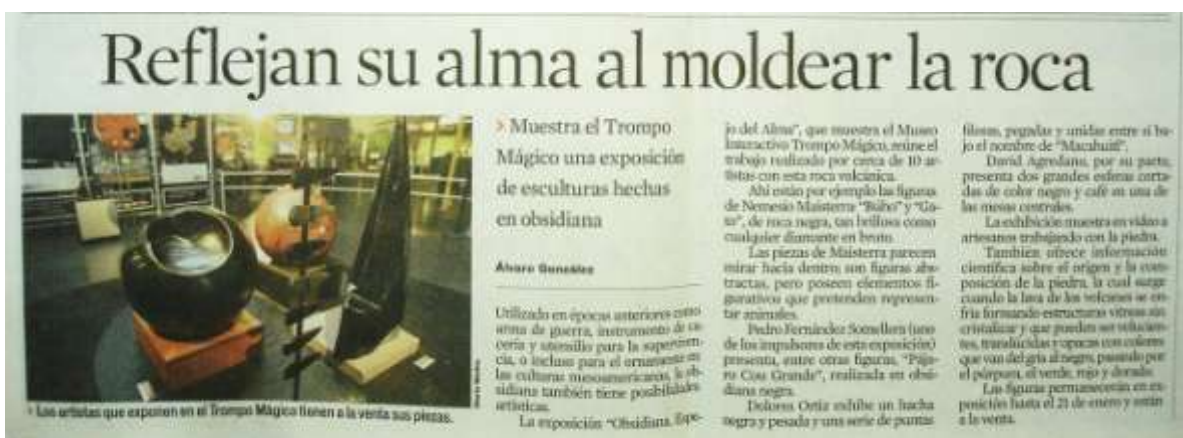 Reflejan su alma al moldear la roca
› Muestra el Trompo
Mágico una exposición
de esculturas hechas
en obsidiana
Álvaro González
Utilizado en épocas anteriores como
arma de guerra, instrumento de ca-
cería y utensilio para la superviven-
cia, o incluso para el ornamento en
las culturas mesoamericanas, la ob-
sidiana también tiene posibilidades
artísticas.
La exposición "Obsidiana, Espe-
jo del Alma", que muestra el Museo
Interactivo Trompo Mágico, reúne el
trabajo realizado por cerca de 10 ar-
tistas con esta roca volcánica.
Ahí están por ejemplo las figuras
de Nemesio Maisterra "Búho" y "Ga-
to", de roca negra, tan brillosa como
cualquier diamante en bruto.
Las piezas de Maisterra parecen
mirar hacia dentro; son figuras abs-
tractas, pero poseen elementos fi-
gurativos que pretenden represen-
tar animales.
Pedro Fernández Somellera (uno
de los impulsores de esta exposición)
presenta, entre otras figuras, "Pája-
ro Cou Grande", realizada en obsi-
diana negra.
Dolores Ortiz exhibe un hacha
negra y pesada y una serie de puntas
filosas, pegadas y unidas entre sí ba-
jo el nombre de
David Agredano, por su parte,
presenta dos grandes esferas corta-
das de color negro y café en una de
las mesas centrales.
La exhibición muestra en video a
artesanos trabajando con la piedra.
También ofrece información
científica sobre el origen y la com-
posición de la piedra, la cual surge
cuando la lava de los volcanes se en-
fría formando estructuras vítreas sin
cristalizar y que pueden ser
translúcidas y opacas con colores
que van del gris al negro, pasando por
el púrpura, el verde, rojo y dorado.
Las figuras permanecerán en ex-
posición hasta el 21 de enero y están
a la venta.
› Los artistas que exponen en el Trompo Mágico tienen a la venta sus piezas.